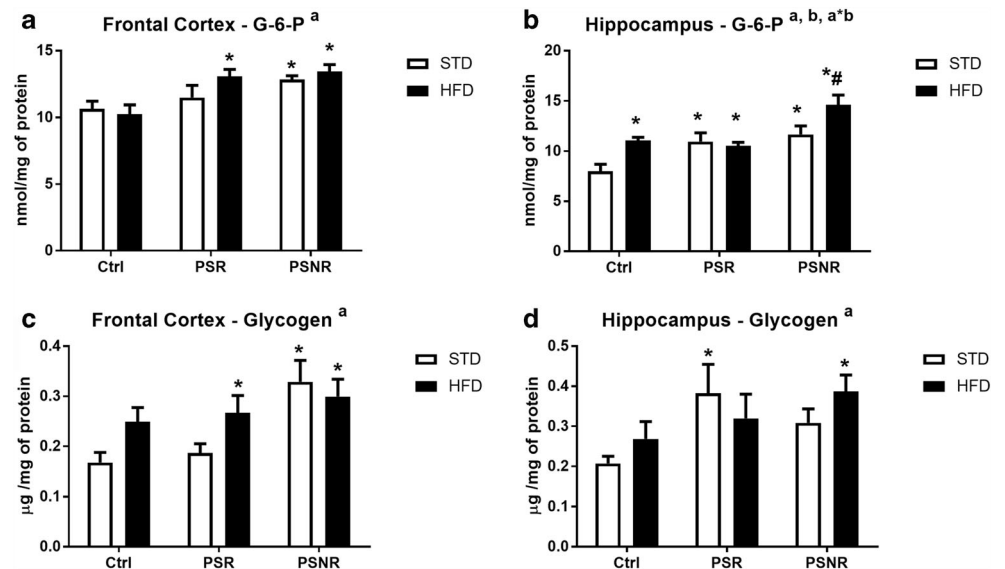 a
Frontal Cortex - G-6-P a
nmol/mg of protein
15
10
5
0
* * *
Ctrl PSR PSNR
STD
HFD
b
Hippocampus - G-6-P a, b, a*b
nmol/mg of protein
20
15
10
5
0
* * * * *#
Ctrl PSR PSNR
STD
HFD
c
Frontal Cortex - Glycogen a
µg /mg of protein
0.4
0.3
0.2
0.1
0.0
* * *
Ctrl PSR PSNR
STD
HFD
d
Hippocampus - Glycogen a
µg /mg of protein
0.5
0.4
0.3
0.2
0.1
0.0
* *
Ctrl PSR PSNR
STD
HFD